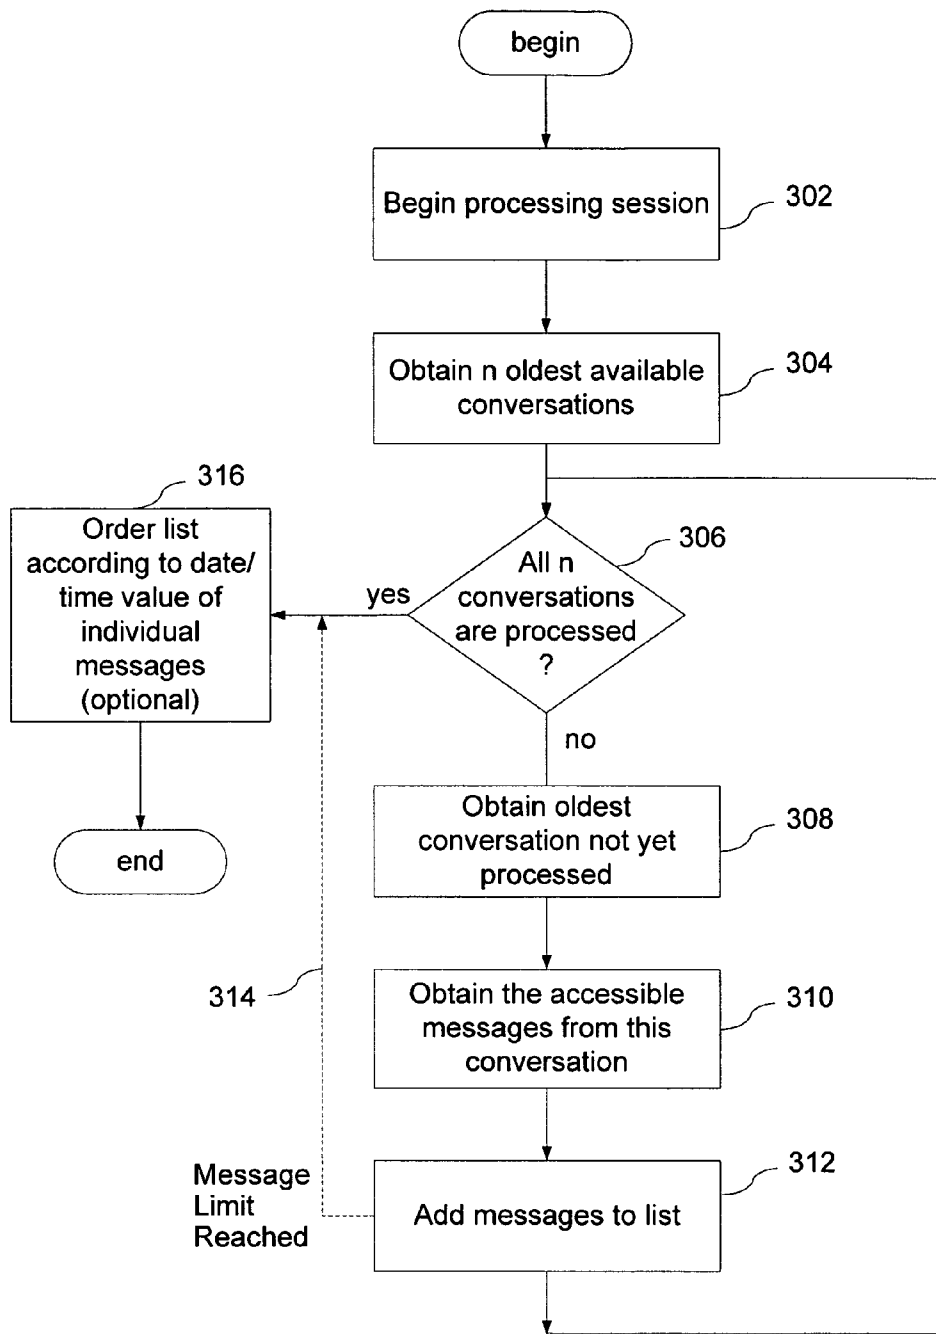 begin
Begin processing session
302
Obtain n oldest available
conversations
304
316
Order list
according to date/
time value of
individual
messages
(optional)
yes
All n
conversations
are processed
?
306
no
Obtain oldest
conversation not yet
processed
308
end
314
Obtain the accessible
messages from this
conversation
310
Message
Limit
Reached
Add messages to list
312